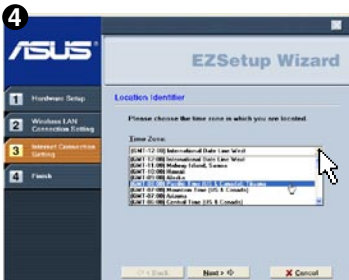 4
ASUS
EZSetup Wizard
1 Hardware Setup
2 Wireless LAN
Connection Setting
3 Internet Connection
Setting
4 Finish
Location Identifier
Please choose the time zone in which you are located.
Time Zone:
(GMT-12:00) International Date Line West
(GMT-12:00) International Date Line West
(GMT-11:00) Midway Island, Samoa
(GMT-10:00) Hawaii
(GMT-09:00) Alaska
(GMT-08:00) Pacific Time (US & Canada), Tijuana
(GMT-07:00) Mountain Time (US & Canada)
(GMT-07:00) Arizona
(GMT-06:00) Central Time (US & Canada)
< Back
Next >
X Cancel